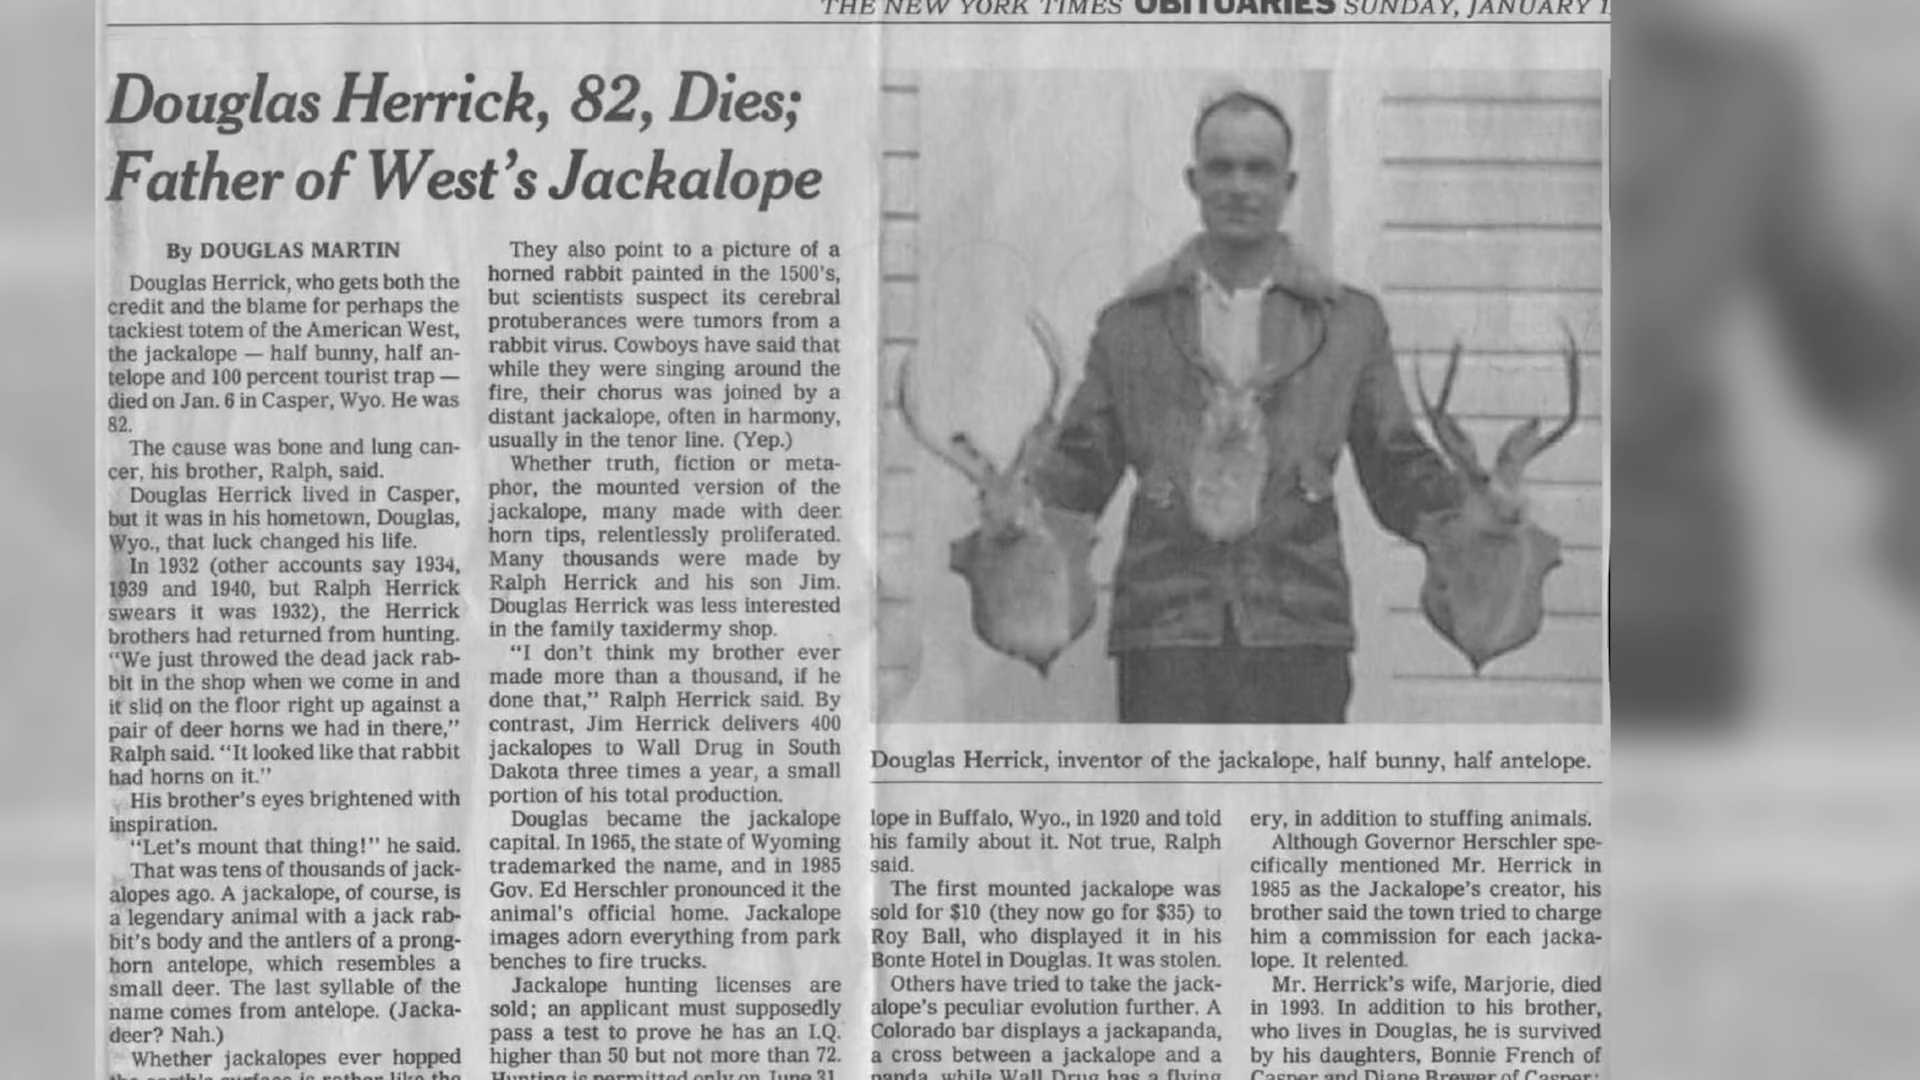 THE NEW YORK TIMES OBITUARIES SUNDAY, JANUARY 1
Douglas Herrick, 82, Dies;
Father of West's Jackalope
By DOUGLAS MARTIN
Douglas Herrick, who gets both the
credit and the blame for perhaps the
tackiest totem of the American West,
the jackalope — half bunny, half an-
telope and 100 percent tourist trap —
died on Jan. 6 in Casper, Wyo. He was
82.
The cause was bone and lung can-
cer, his brother, Ralph, said.
Douglas Herrick lived in Casper,
but it was in his hometown, Douglas,
Wyo., that luck changed his life.
In 1932 (other accounts say 1934,
1939 and 1940, but Ralph Herrick
swears it was 1932), the Herrick
brothers had returned from hunting.
"We just throwed the dead jack rab-
bit in the shop when we come in and
it slid on the floor right up against a
pair of deer horns we had in there,"
Ralph said. "It looked like that rabbit
had horns on it."
His brother's eyes brightened with
inspiration.
"Let's mount that thing!" he said.
That was tens of thousands of jack-
alopes ago. A jackalope, of course, is
a legendary animal with a jack rab-
bit's body and the antlers of a prong-
horn antelope, which resembles a
small deer. The last syllable of the
name comes from antelope. (Jacka-
deer? Nah.)
Whether jackalopes ever hopped
the earth's surface is rather like the
They also point to a picture of a
horned rabbit painted in the 1500's,
but scientists suspect its cerebral
protuberances were tumors from a
rabbit virus. Cowboys have said that
while they were singing around the
fire, their chorus was joined by a
distant jackalope, often in harmony,
usually in the tenor line. (Yep.)
Whether truth, fiction or meta-
phor, the mounted version of the
jackalope, many made with deer
horn tips, relentlessly proliferated.
Many thousands were made by
Ralph Herrick and his son Jim.
Douglas Herrick was less interested
in the family taxidermy shop.
"I don't think my brother ever
made more than a thousand, if he
done that," Ralph Herrick said. By
contrast, Jim Herrick delivers 400
jackalopes to Wall Drug in South
Dakota three times a year, a small
portion of his total production.
Douglas became the jackalope
capital. In 1965, the state of Wyoming
trademarked the name, and in 1985
Gov. Ed Herschler pronounced it the
animal's official home. Jackalope
images adorn everything from park
benches to fire trucks.
Jackalope hunting licenses are
sold; an applicant must supposedly
pass a test to prove he has an I.Q.
higher than 50 but not more than 72.
Hunting is permitted only on June 31,
Douglas Herrick, inventor of the jackalope, half bunny, half antelope.
lope in Buffalo, Wyo., in 1920 and told
his family about it. Not true, Ralph
said.
The first mounted jackalope was
sold for $10 (they now go for $35) to
Roy Ball, who displayed it in his
Bonte Hotel in Douglas. It was stolen.
Others have tried to take the jack-
alope's peculiar evolution further. A
Colorado bar displays a jackapanda,
a cross between a jackalope and a
panda, while Wall Drug has a flying
ery, in addition to stuffing animals.
Although Governor Herschler spe-
cifically mentioned Mr. Herrick in
1985 as the Jackalope's creator, his
brother said the town tried to charge
him a commission for each jacka-
lope. It relented.
Mr. Herrick's wife, Marjorie, died
in 1993. In addition to his brother,
who lives in Douglas, he is survived
by his daughters, Bonnie French of
Casper and Diane Brewer of Casper;